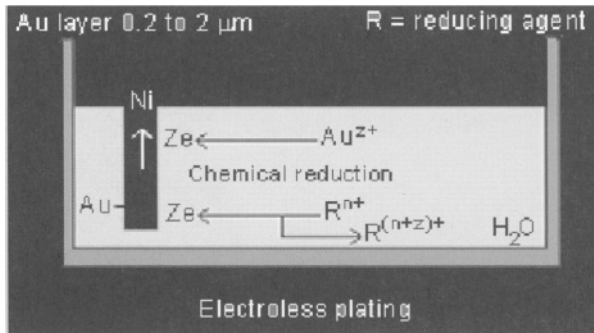 Au layer 0.2 to 2 μm
R = reducing agent
Ni
Ze
Au^z+
Chemical reduction
Au
Ze
R^n+
R^(n+z)+
H₂O
Electroless plating